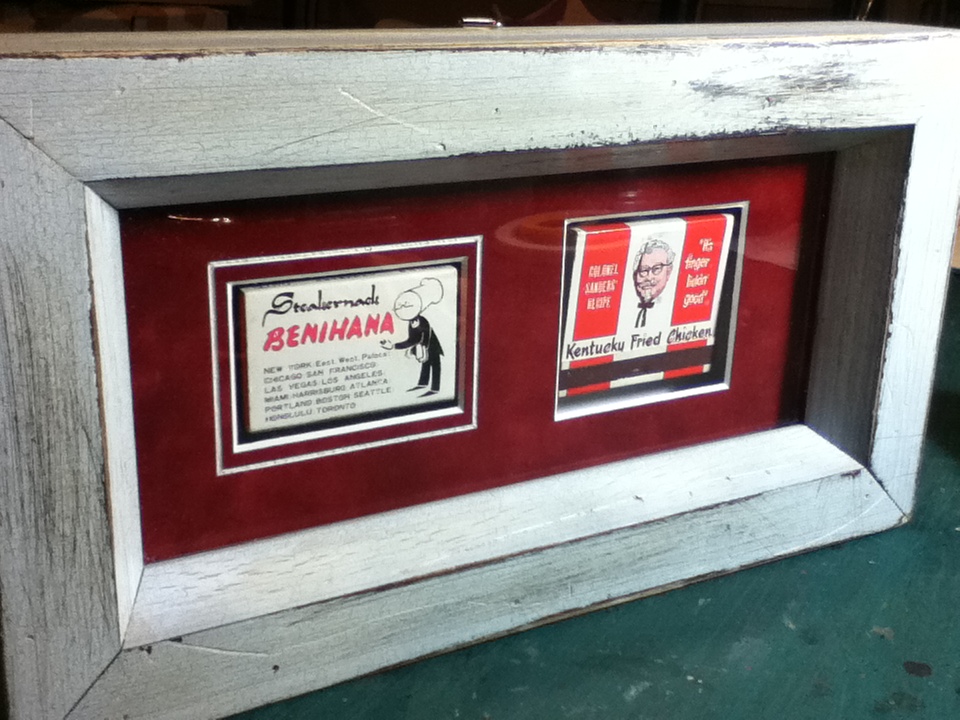 Steakernack
BENIHANA
NEW YORK East. West. Palace
CHICAGO SAN FRANCISCO
LAS VEGAS LOS ANGELES
MIAMI HARRISBURG ATLANTA
PORTLAND BOSTON SEATTLE
HONOLULU TORONTO
COLONEL
SANDERS'
RECIPE
"it's
finger
lickin'
good"
Kentucky Fried Chicken